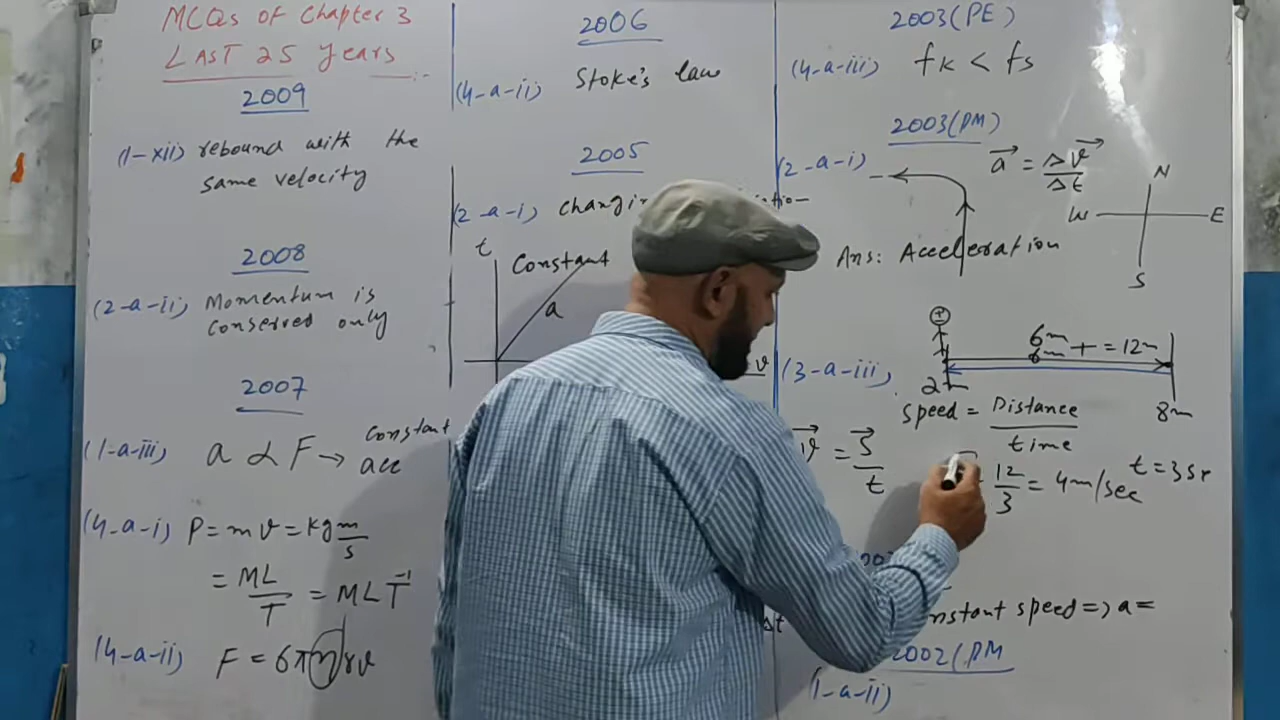 MCQs of Chapter 3
LAST 25 Years
2009
(1-xii) rebound with the
same velocity
2008
(2-a-ii) Momentum is
conserved only
2007
(1-a-iii) a ∝ F → constant
acc
(4-a-i) P = mv = kg m/s
= ML/T = MLT⁻¹
(4-a-ii) F = 6πηrv
2006
(4-a-ii) Stoke's law
2005
(2-a-i)
t
Constant
a
v
2003(PE)
(4-a-iii) fk < fs
2003(PM)
(2-a-i) a⃗ = Δv⃗/Δt
N
W E
S
Ans: Acceleration
(3-a-iii)
6m
6m + = 12m
2m
8m
Speed = Distance/time
v⃗ = S⃗/t
12/3 = 4m/sec
constant speed => a =
Δt
2002(PM
(1-a-ii)